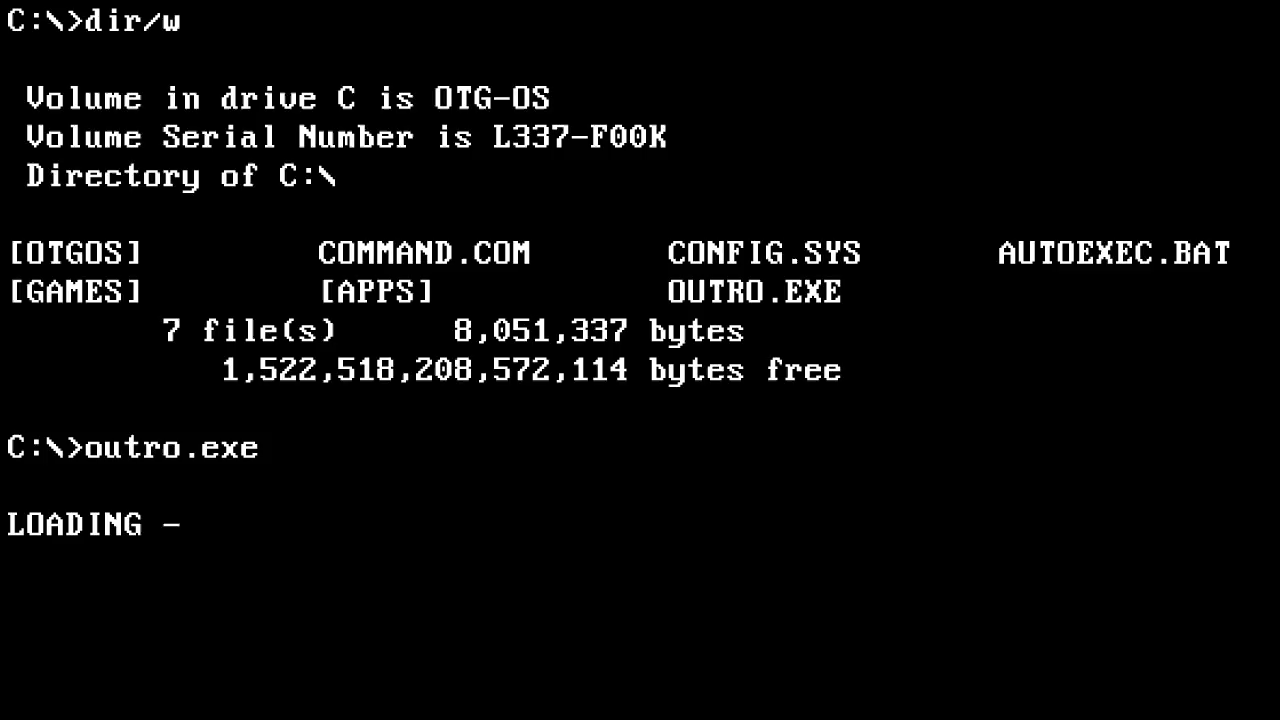 C:\>dir/w
Volume in drive C is OTG-OS
Volume Serial Number is L337-F00K
Directory of C:\
[OTGOS] COMMAND.COM CONFIG.SYS AUTOEXEC.BAT
[GAMES] [APPS] OUTRO.EXE
7 file(s) 8,051,337 bytes
1,522,518,208,572,114 bytes free
C:\>outro.exe
LOADING -